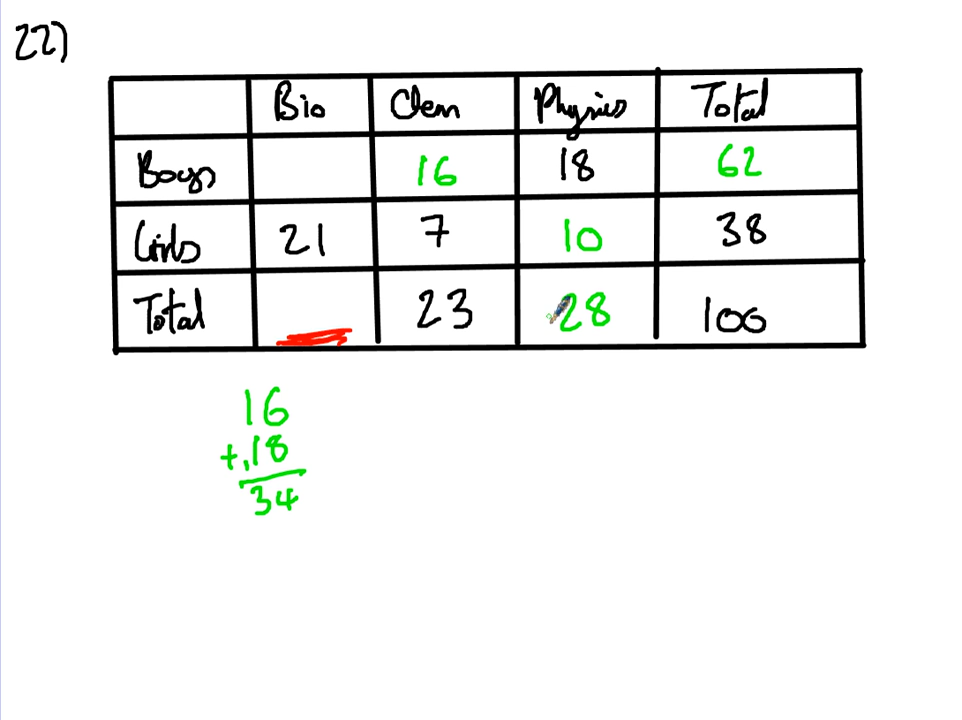 22)
Bio Chem Physics Total
Boys 16 18 62
Girls 21 7 10 38
Total 23 28 100
16
+18
34